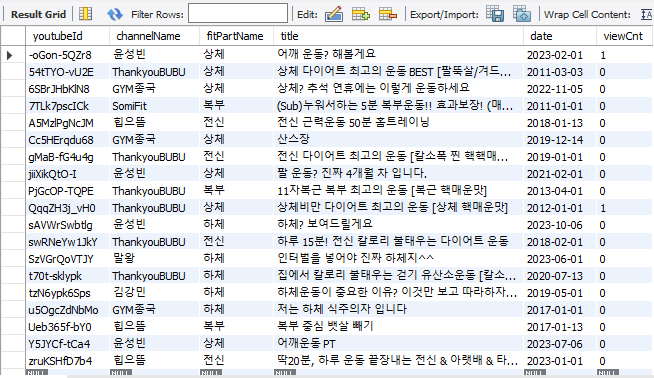 Result Grid Filter Rows: Edit: Export/Import: Wrap Cell Content:
youtubeId channelName fitPartName title date viewCnt
-oGon-5QZr8 윤성빈 상체 어깨 운동? 해볼게요 2023-02-01 1
54tTYO-vU2E ThankyouBUBU 상체 상체 다이어트 최고의 운동 BEST [팔뚝살/겨드... 2011-03-03 0
6SBrJHbKlN8 GYM종국 상체 상체? 추석 연휴에는 이렇게 운동하세요 2022-11-05 0
7TLk7pscICk SomiFit 복부 (Sub)누워서하는 5분 복부운동!! 효과보장! (매... 2018-01-01 0
A5MzlPgNcJM 힙으뜸 전신 전신 근력운동 50분 홈트레이닝 2018-01-13 0
Cc5HErqdu68 GYM종국 상체 산스장 2019-12-14 0
gMaB-fG4u4g ThankyouBUBU 전신 전신 다이어트 최고의 운동 [칼소폭 찐 핵핵매... 2019-01-01 0
jiiXikQtO-I 윤성빈 상체 팔 운동? 진짜 4개월 차 입니다. 2021-02-01 0
PjGcOP-TQPE ThankyouBUBU 복부 11자복근 복부 최고의 운동 [복근 핵매운맛] 2013-04-01 0
QqqZH3j_vH0 ThankyouBUBU 상체 상체비만 다이어트 최고의 운동 [상체 핵매운맛] 2012-01-01 1
sAVWrSwbtlg 윤성빈 하체 하체? 보여드릴게요 2023-10-06 0
swRNeYw1JkY ThankyouBUBU 전신 하루 15분! 전신 칼로리 불태우는 다이어트 운동 2018-02-01 0
SzVGrQoVTJY 말왕 하체 인터벌을 넣어야 진짜 하체지^^ 2023-06-01 0
t70t-sklypk ThankyouBUBU 하체 집에서 칼로리 불태우는 걷기 유산소운동 [칼소... 2020-07-13 0
tzN6ypk6Sps 김강민 하체 하체운동이 중요한 이유? 이것만 보고 따라하자... 2019-05-01 0
u5OgcZdNbMo GYM종국 하체 저는 하체 식주의자 입니다 2017-01-01 0
Ueb365f-bY0 힙으뜸 복부 복부 중심 뱃살 빼기 2017-01-13 0
Y5JYCf-tCa4 윤성빈 상체 어깨운동 PT 2023-07-06 0
zruKSHfD7b4 힙으뜸 전신 딱20분, 하루 운동 끝장내는 전신 & 아랫배 & 타... 2023-01-01 0
NULL NULL NULL NULL NULL NULL